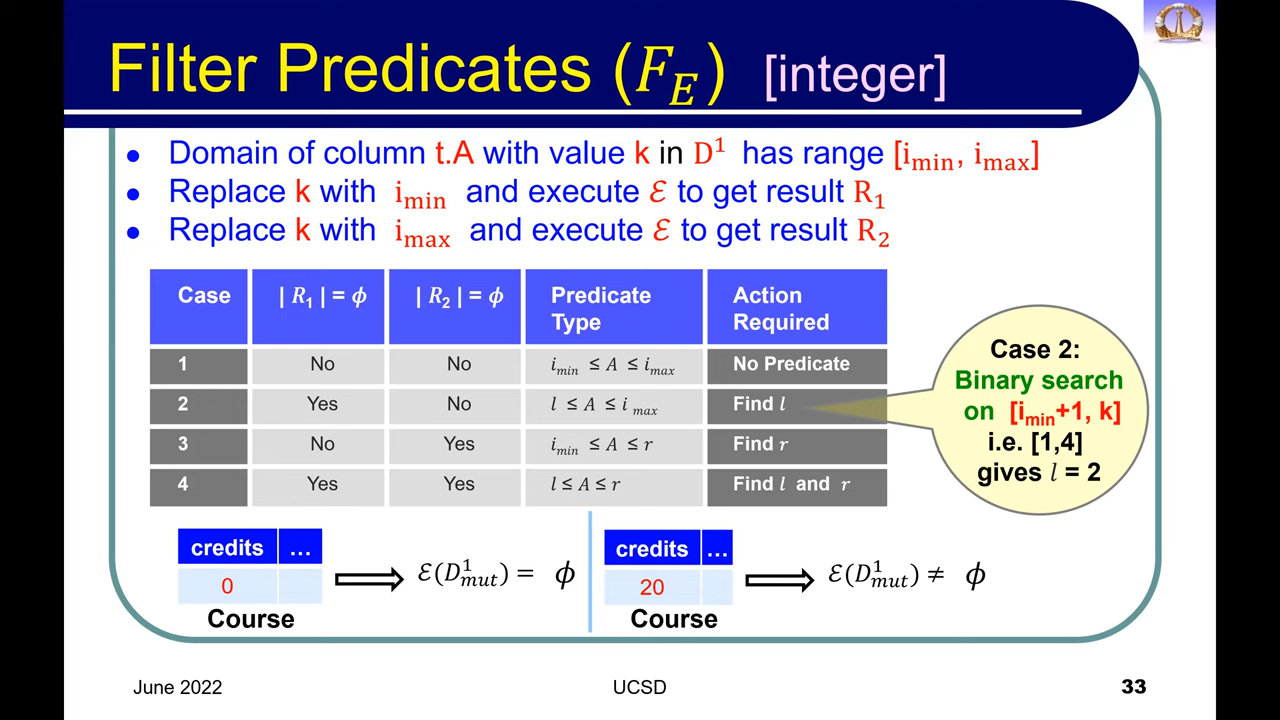 Filter Predicates (F_E) [integer]
● Domain of column t.A with value k in D¹ has range [i_min, i_max]
● Replace k with i_min and execute ℰ to get result R₁
● Replace k with i_max and execute ℰ to get result R₂
Case | R₁ | = ϕ | R₂ | = ϕ Predicate Type Action Required
1 No No i_min ≤ A ≤ i_max No Predicate
2 Yes No l ≤ A ≤ i_max Find l
3 No Yes i_min ≤ A ≤ r Find r
4 Yes Yes l ≤ A ≤ r Find l and r
Case 2:
Binary search
on [i_min+1, k]
i.e. [1,4]
gives l = 2
credits ...
0
Course
ℰ(D¹_mut) = ϕ
credits ...
20
Course
ℰ(D¹_mut) ≠ ϕ
June 2022 UCSD 33